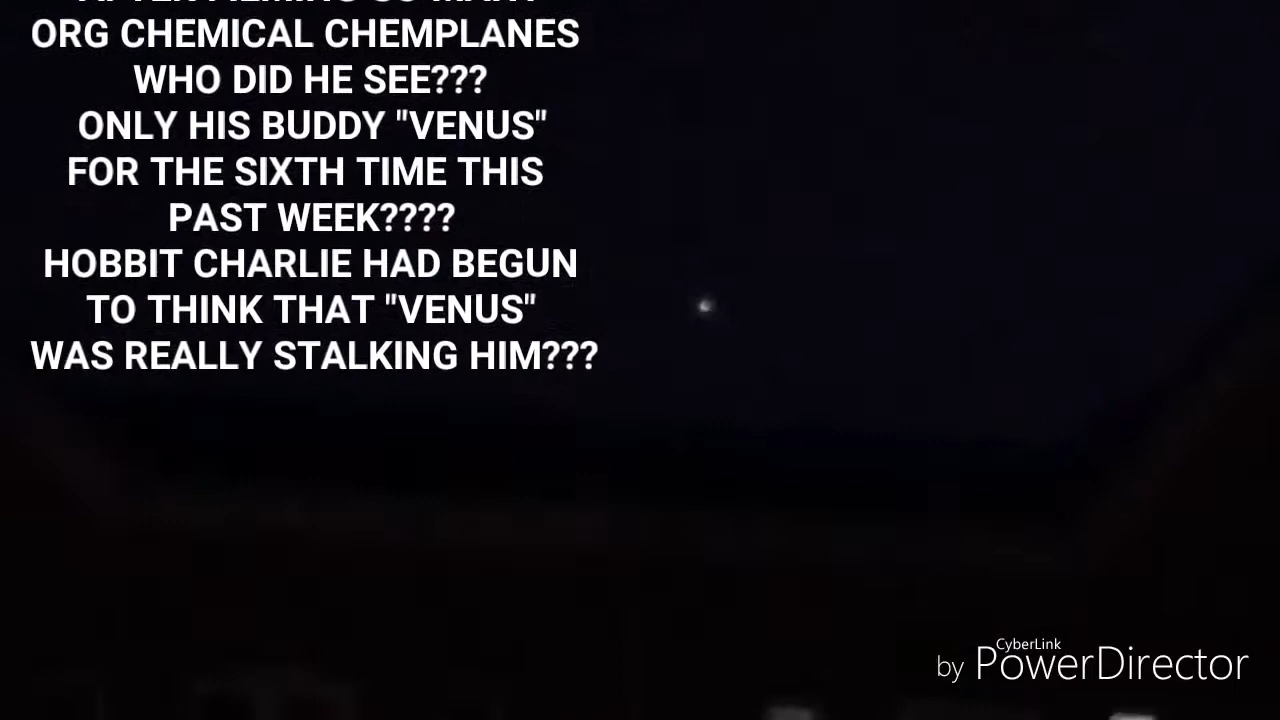 ORG CHEMICAL CHEMPLANES
WHO DID HE SEE???
ONLY HIS BUDDY "VENUS"
FOR THE SIXTH TIME THIS
PAST WEEK????
HOBBIT CHARLIE HAD BEGUN
TO THINK THAT "VENUS"
WAS REALLY STALKING HIM???
by CyberLink PowerDirector